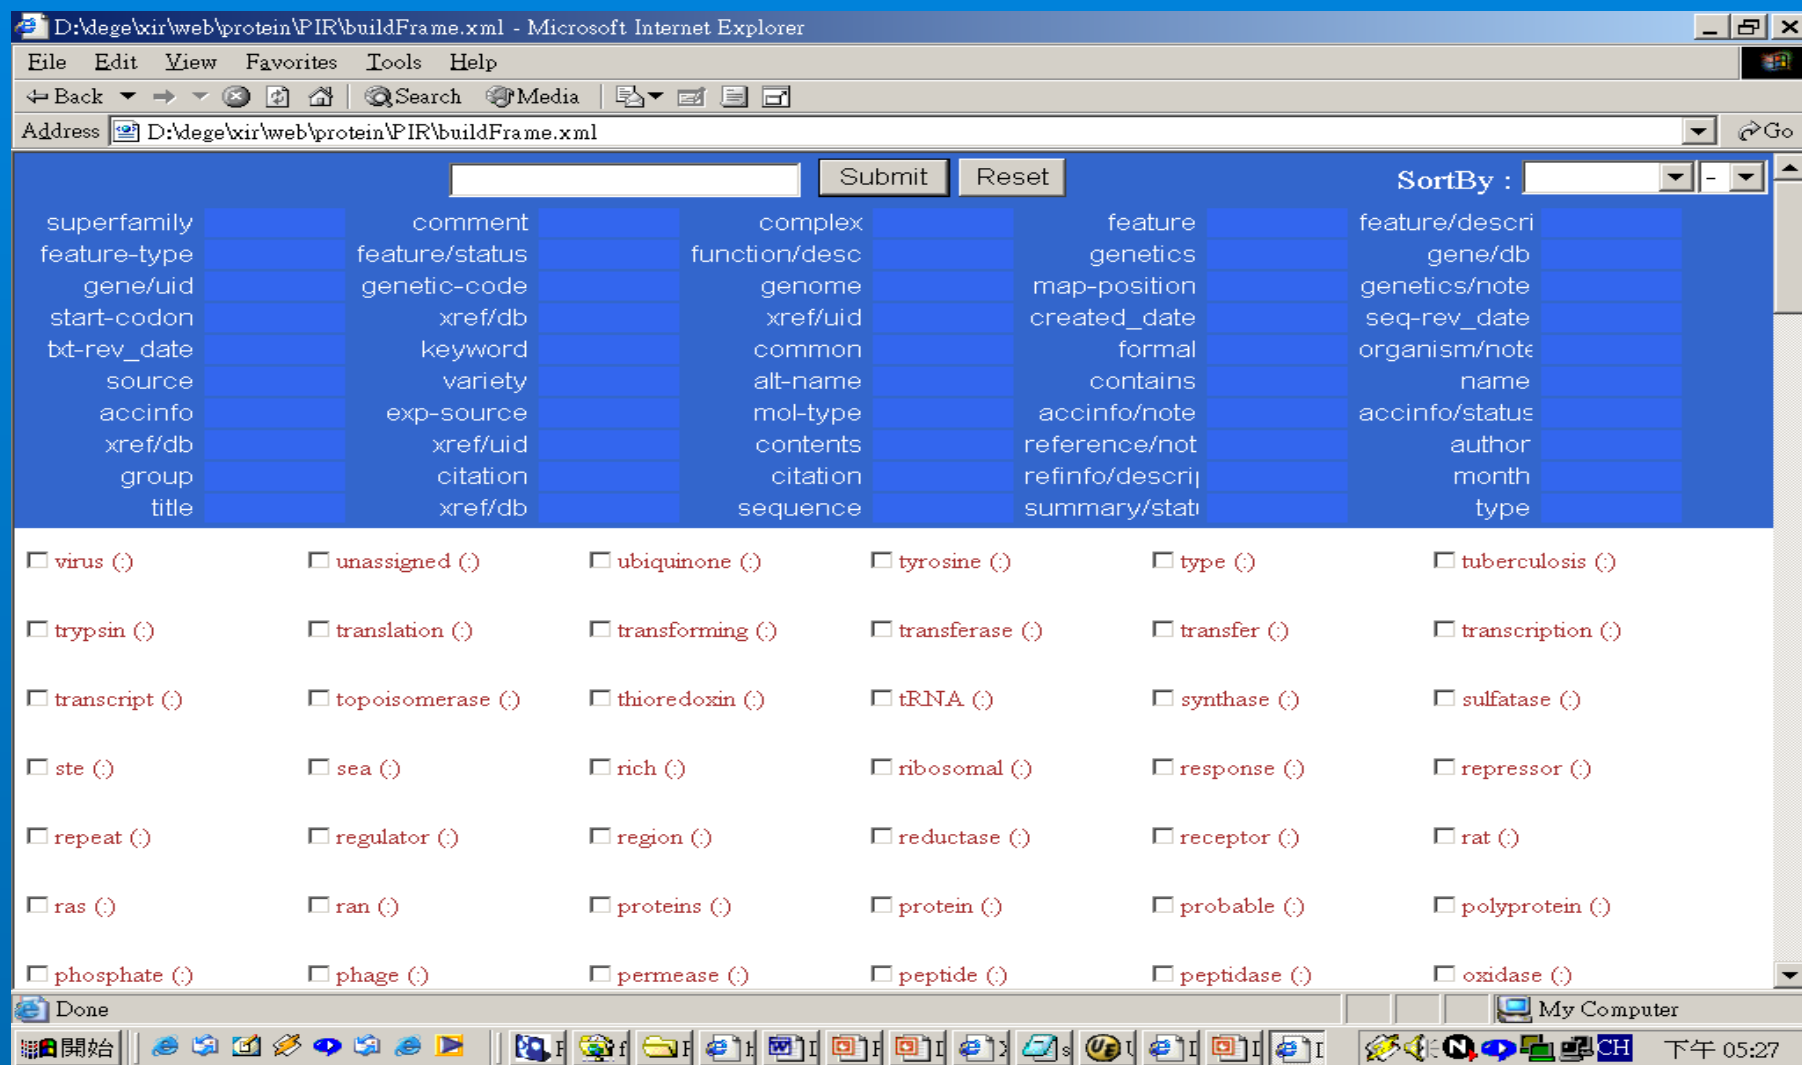 D:\dege\xir\web\protein\PIR\buildFrame.xml - Microsoft Internet Explorer
File Edit View Favorites Tools Help
Back Search Media
Address D:\dege\xir\web\protein\PIR\buildFrame.xml Go
Submit Reset SortBy : -
superfamily comment complex feature feature/descri
feature-type feature/status function/desc genetics gene/db
gene/uid genetic-code genome map-position genetics/note
start-codon xref/db xref/uid created_date seq-rev_date
txt-rev_date keyword common formal organism/note
source variety alt-name contains name
accinfo exp-source mol-type accinfo/note accinfo/status
xref/db xref/uid contents reference/not author
group citation citation refinfo/descrip month
title xref/db sequence summary/statu type
virus (:) unassigned (:) ubiquinone (:) tyrosine (:) type (:) tuberculosis (:)
trypsin (:) translation (:) transforming (:) transferase (:) transfer (:) transcription (:)
transcript (:) topoisomerase (:) thioredoxin (:) tRNA (:) synthase (:) sulfatase (:)
ste (:) sea (:) rich (:) ribosomal (:) response (:) repressor (:)
repeat (:) regulator (:) region (:) reductase (:) receptor (:) rat (:)
ras (:) ran (:) proteins (:) protein (:) probable (:) polyprotein (:)
phosphate (:) phage (:) permease (:) peptide (:) peptidase (:) oxidase (:)
Done My Computer
開始 CH 下午 05:27